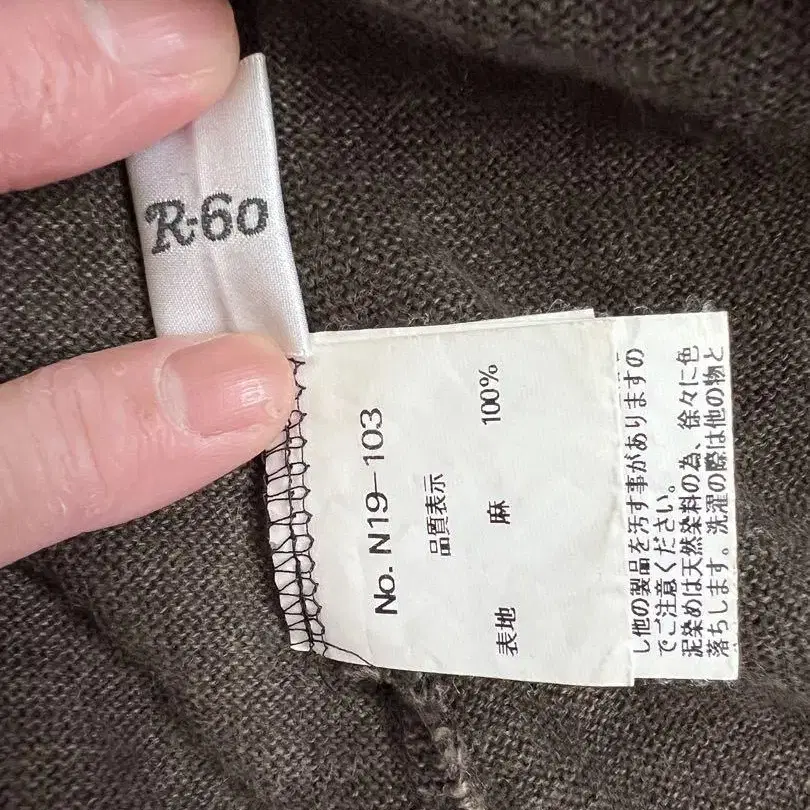 R-60
No. N19-103
品質表示
表地 麻 100%
し他の製品を汚す事がありますの
でご注意ください。
泥染めは天然染料の為、徐々に色
落ちします。洗濯の際は他の物と